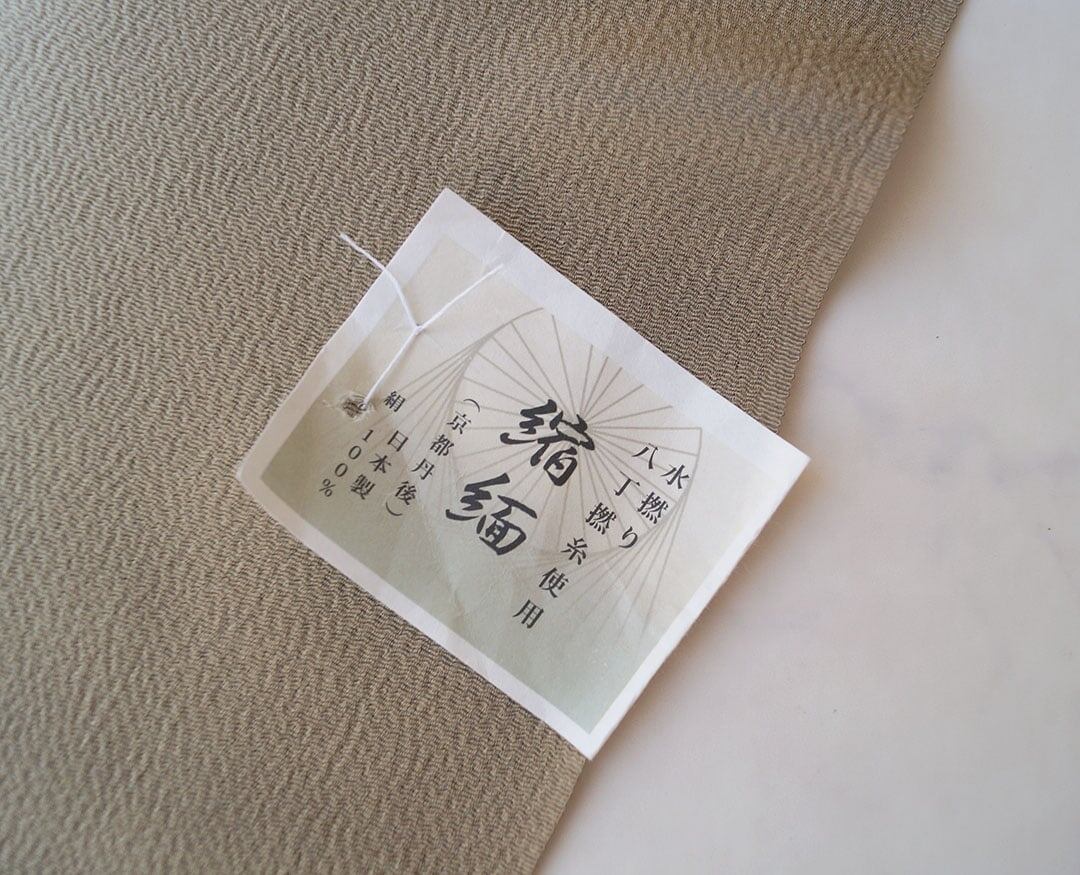 水撚り
八丁撚糸使用
縮緬
（京都丹後）
日本製
絹100%